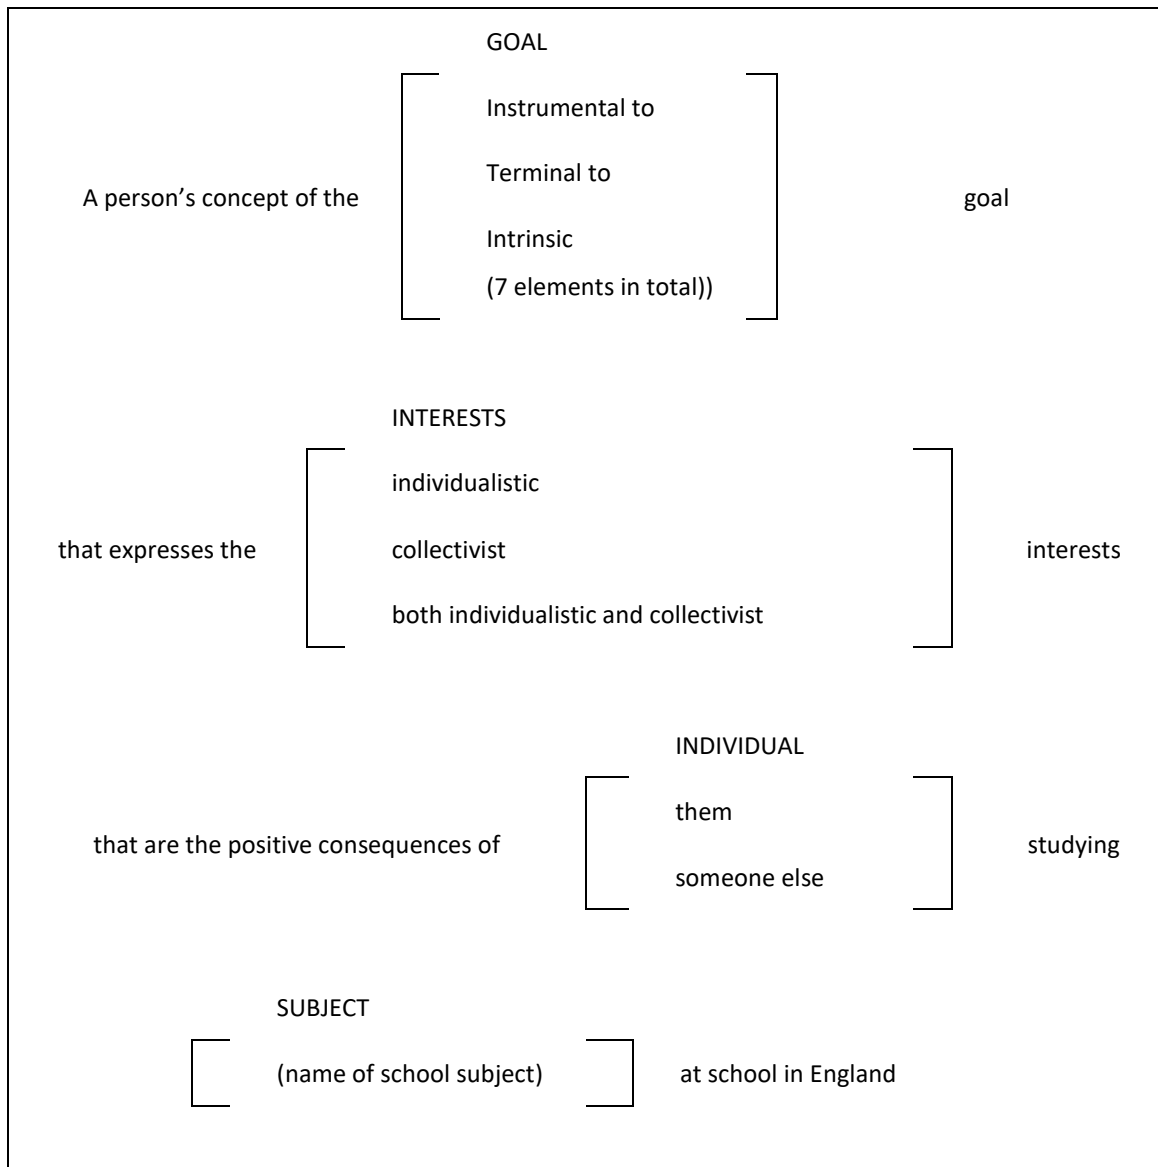 GOAL
Instrumental to
Terminal to
A person’s concept of the
goal
Intrinsic
(7 elements in total))
INTERESTS
individualistic
that expresses the
collectivist
interests
both individualistic and collectivist
INDIVIDUAL
them
that are the positive consequences of
studying
someone else
SUBJECT
(name of school subject)
at school in England